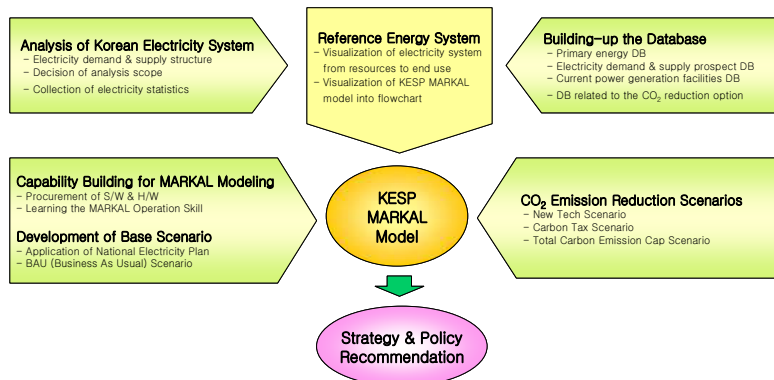 Analysis of Korean Electricity System
– Electricity demand & supply structure
– Decision of analysis scope
– Collection of electricity statistics
Reference Energy System
– Visualization of electricity system
from resources to end use
– Visualization of KESP MARKAL
model into flowchart
Building-up the Database
– Primary energy DB
– Electricity demand & supply prospect DB
– Current power generation facilities DB
– DB related to the CO₂ reduction option
Capability Building for MARKAL Modeling
– Procurement of S/W & H/W
– Learning the MARKAL Operation Skill
Development of Base Scenario
– Application of National Electricity Plan
– BAU (Business As Usual) Scenario
KESP
MARKAL
Model
CO₂ Emission Reduction Scenarios
– New Tech Scenario
– Carbon Tax Scenario
– Total Carbon Emission Cap Scenario
Strategy & Policy
Recommendation